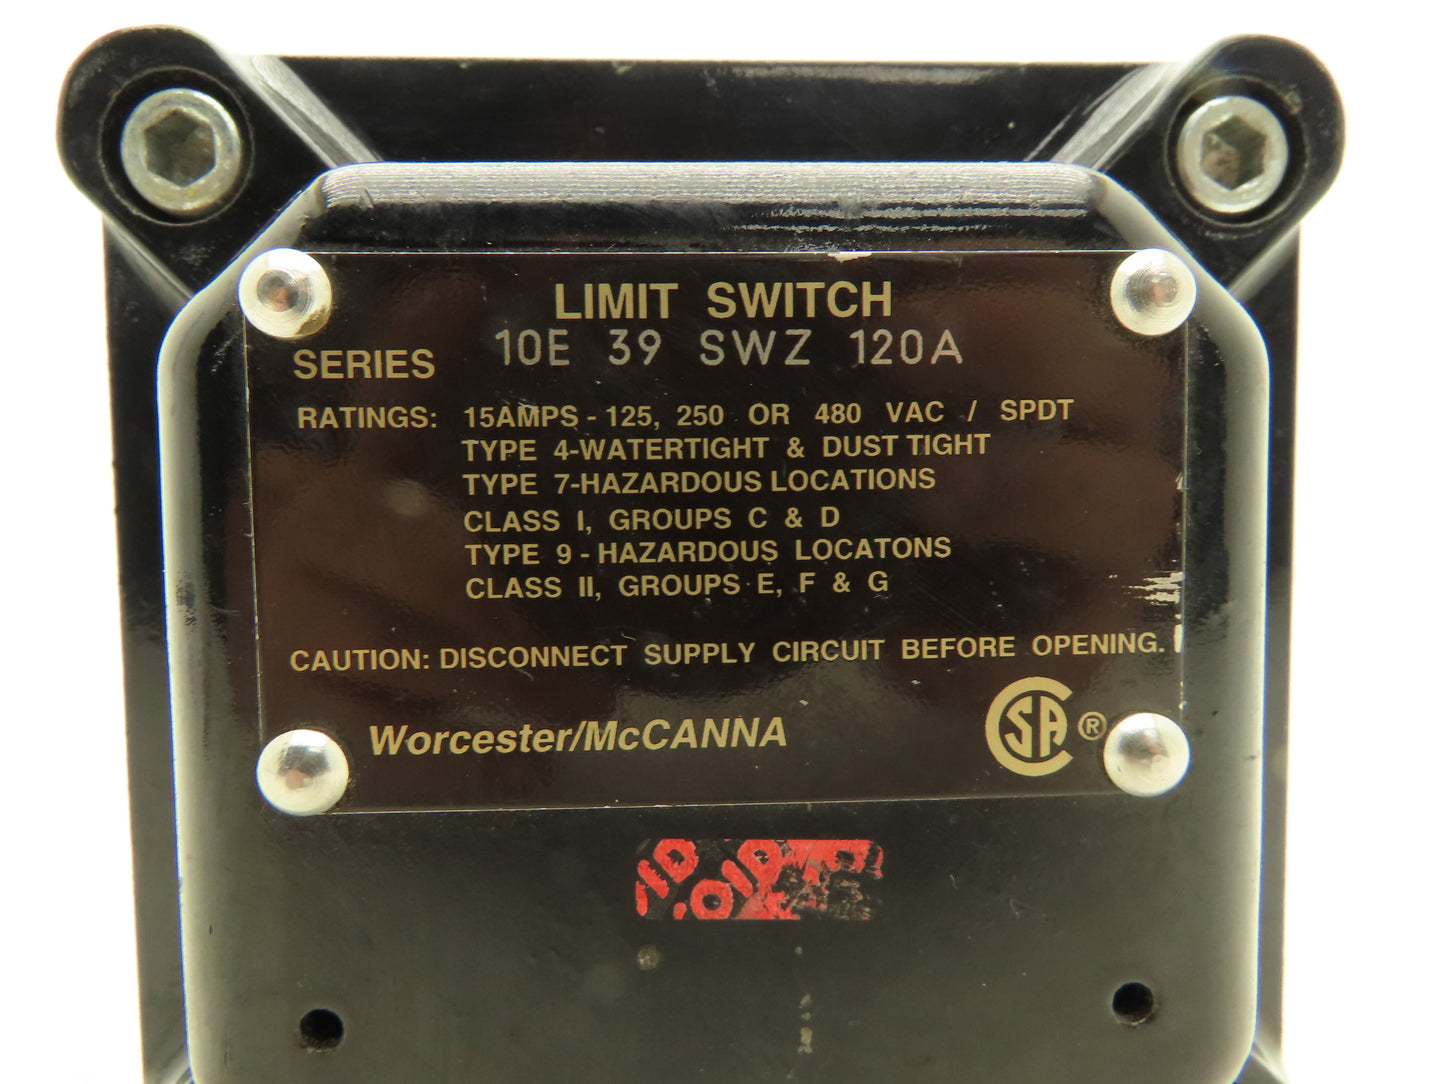 LIMIT SWITCH
SERIES 10E 39 SWZ 120A
RATINGS: 15AMPS - 125, 250 OR 480 VAC / SPDT
TYPE 4-WATERTIGHT & DUST TIGHT
TYPE 7-HAZARDOUS LOCATIONS
CLASS I, GROUPS C & D
TYPE 9 - HAZARDOUS LOCATONS
CLASS II, GROUPS E, F & G
CAUTION: DISCONNECT SUPPLY CIRCUIT BEFORE OPENING.
Worcester/McCANNA
CSA ®